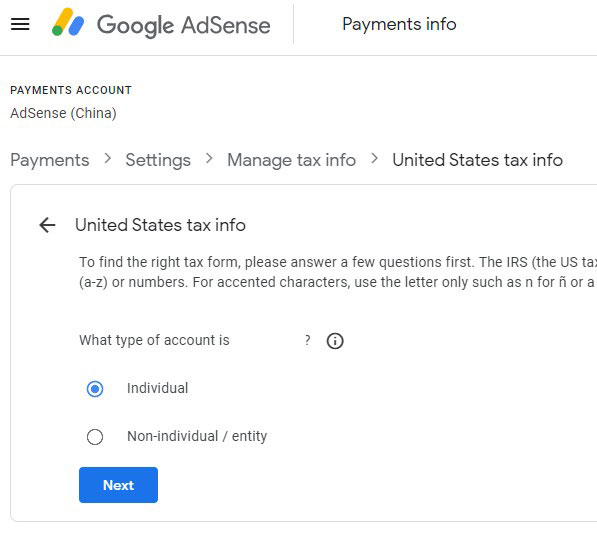 Google AdSense
Payments info
PAYMENTS ACCOUNT
AdSense (China)
Payments > Settings > Manage tax info > United States tax info
United States tax info
To find the right tax form, please answer a few questions first. The IRS (the US tax
(a-z) or numbers. For accented characters, use the letter only such as n for ñ or a
What type of account is ?
Individual
Non-individual / entity
Next